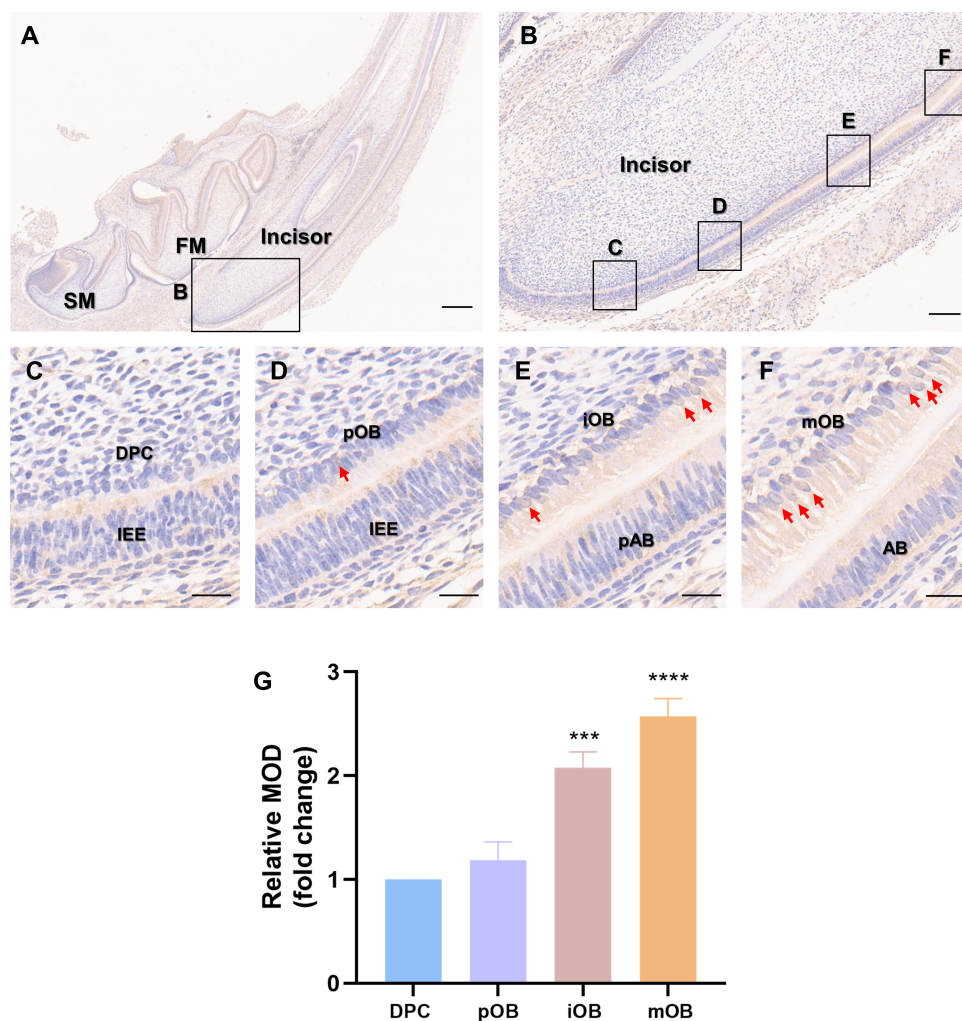 A
FM
Incisor
SM
B
B
F
E
Incisor
D
C
C
DPC
IEE
D
pOB
IEE
E
iOB
pAB
F
mOB
AB
G
Relative MOD
(fold change)
3
2
1
0
***
****
DPC pOB iOB mOB